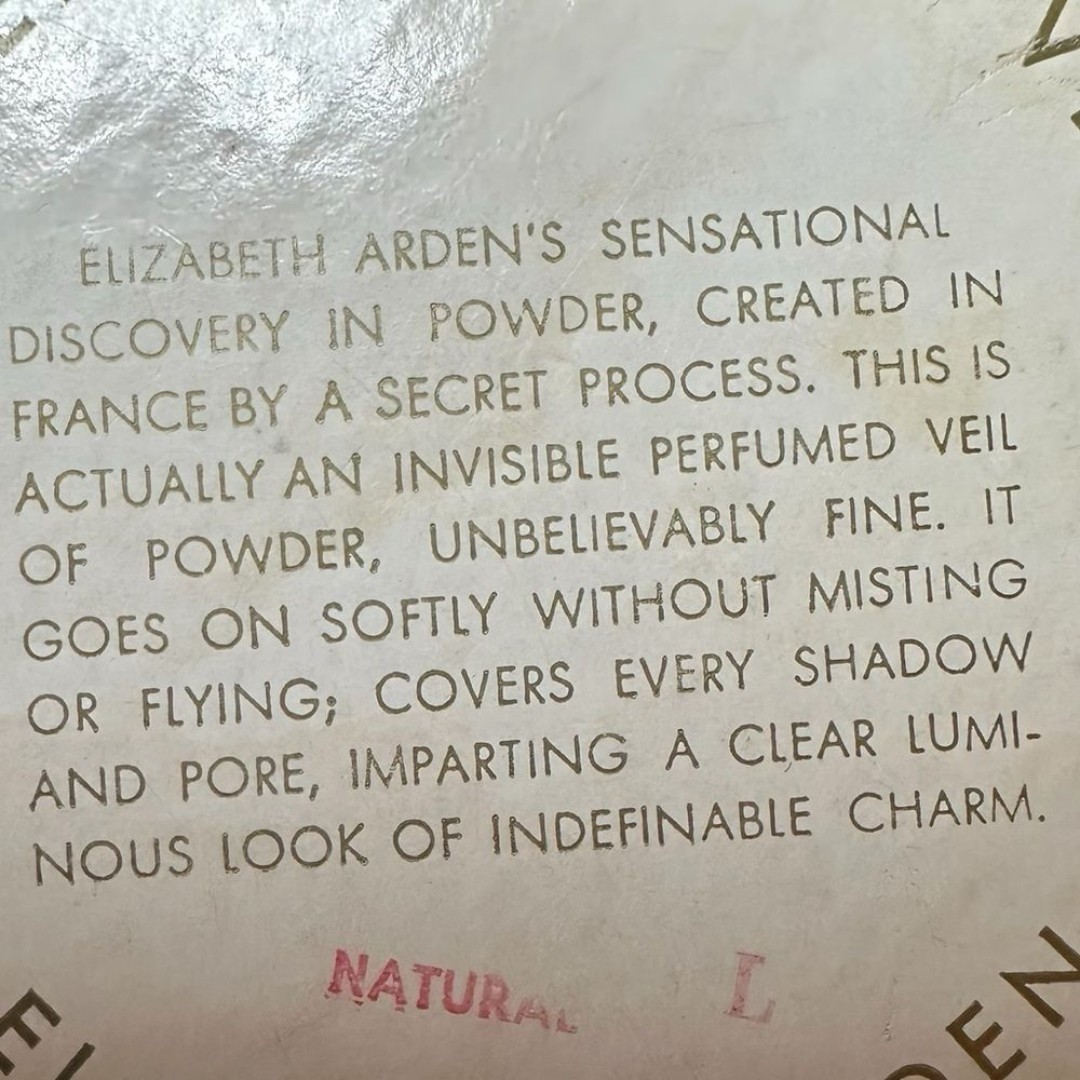 ELIZABETH ARDEN'S SENSATIONAL
DISCOVERY IN POWDER, CREATED IN
FRANCE BY A SECRET PROCESS. THIS IS
ACTUALLY AN INVISIBLE PERFUMED VEIL
OF POWDER, UNBELIEVABLY FINE. IT
GOES ON SOFTLY WITHOUT MISTING
OR FLYING; COVERS EVERY SHADOW
AND PORE, IMPARTING A CLEAR LUMI-
NOUS LOOK OF INDEFINABLE CHARM.
NATURAL L